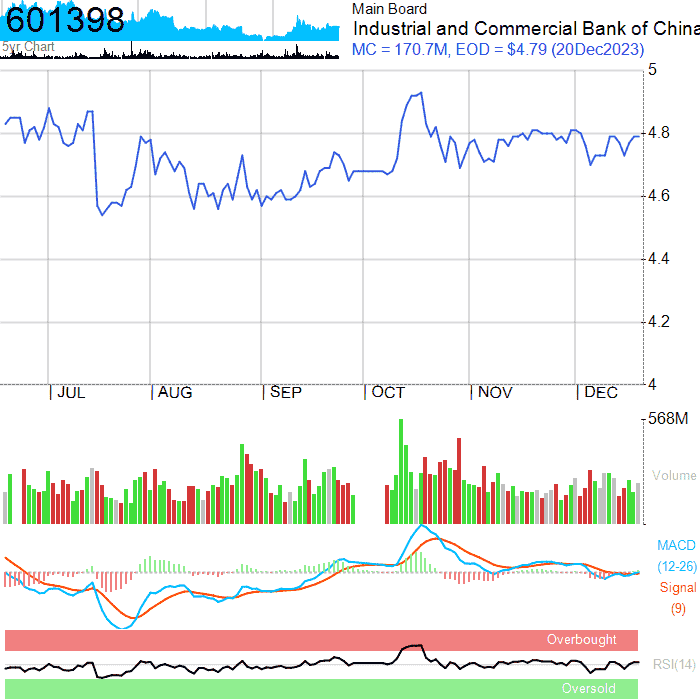 601398
5yr Chart
Main Board
Industrial and Commercial Bank of China
MC = 170.7M, EOD = $4.79 (20Dec2023)
5
4.8
4.6
4.4
4.2
4
JUL
AUG
SEP
OCT
NOV
DEC
568M
Volume
MACD
(12-26)
Signal
(9)
Overbought
RSI(14)
Oversold